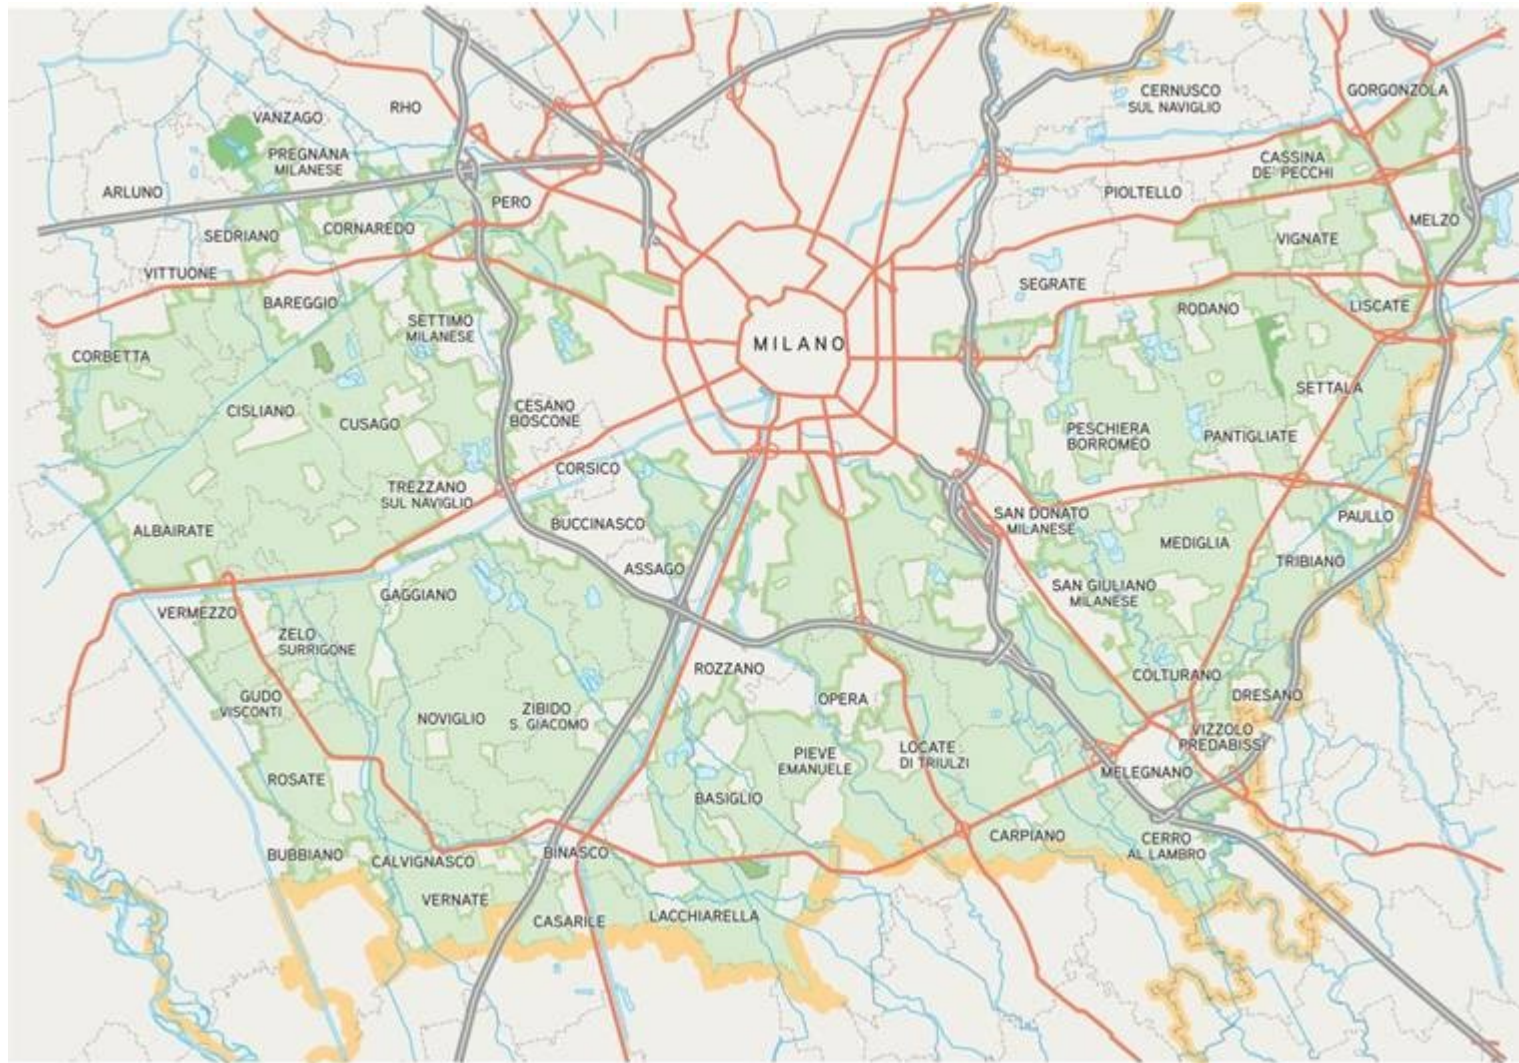 RHO
VANZAGO
PREGNANA
MILANESE
ARLUNO
PERO
SEDRIANO
CORNAREDO
VITTUONE
BAREGGIO
SETTIMO
MILANESE
CORBETTA
CISLIANO
CUSAGO
CESANO
BOSCONE
CORSICO
TREZZANO
SUL NAVIGLIO
ALBAIRATE
BUCCINASCO
ASSAGO
GAGGIANO
VERMEZZO
ZELO
SURRIGONE
GUDO
VISCONTI
NOVIGLIO
ZIBIDO
S. GIACOMO
ROSATE
BUBBIANO
CALVIGNASCO
BINASCO
VERNATE
CASARILE
LACCHIARELLA
MILANO
ROZZANO
OPERA
PIEVE
EMANUELE
BASIGLIO
LOCATE
DI TRIULZI
CARPIANO
CERRO
AL LAMBRO
MELEGNANO
VIZZOLO
PREDABISSI
DRESANO
COLTURANO
SAN GIULIANO
MILANESE
SAN DONATO
MILANESE
MEDIGLIA
TRIBIANO
PAULLO
PESCHIERA
BORROMEO
PANTIGLIATE
SETTALA
RODANO
LISCATE
SEGRATE
VIGNATE
MELZO
PIOLTELLO
CASSINA
DE' PECCHI
CERNUSCO
SUL NAVIGLIO
GORGONZOLA